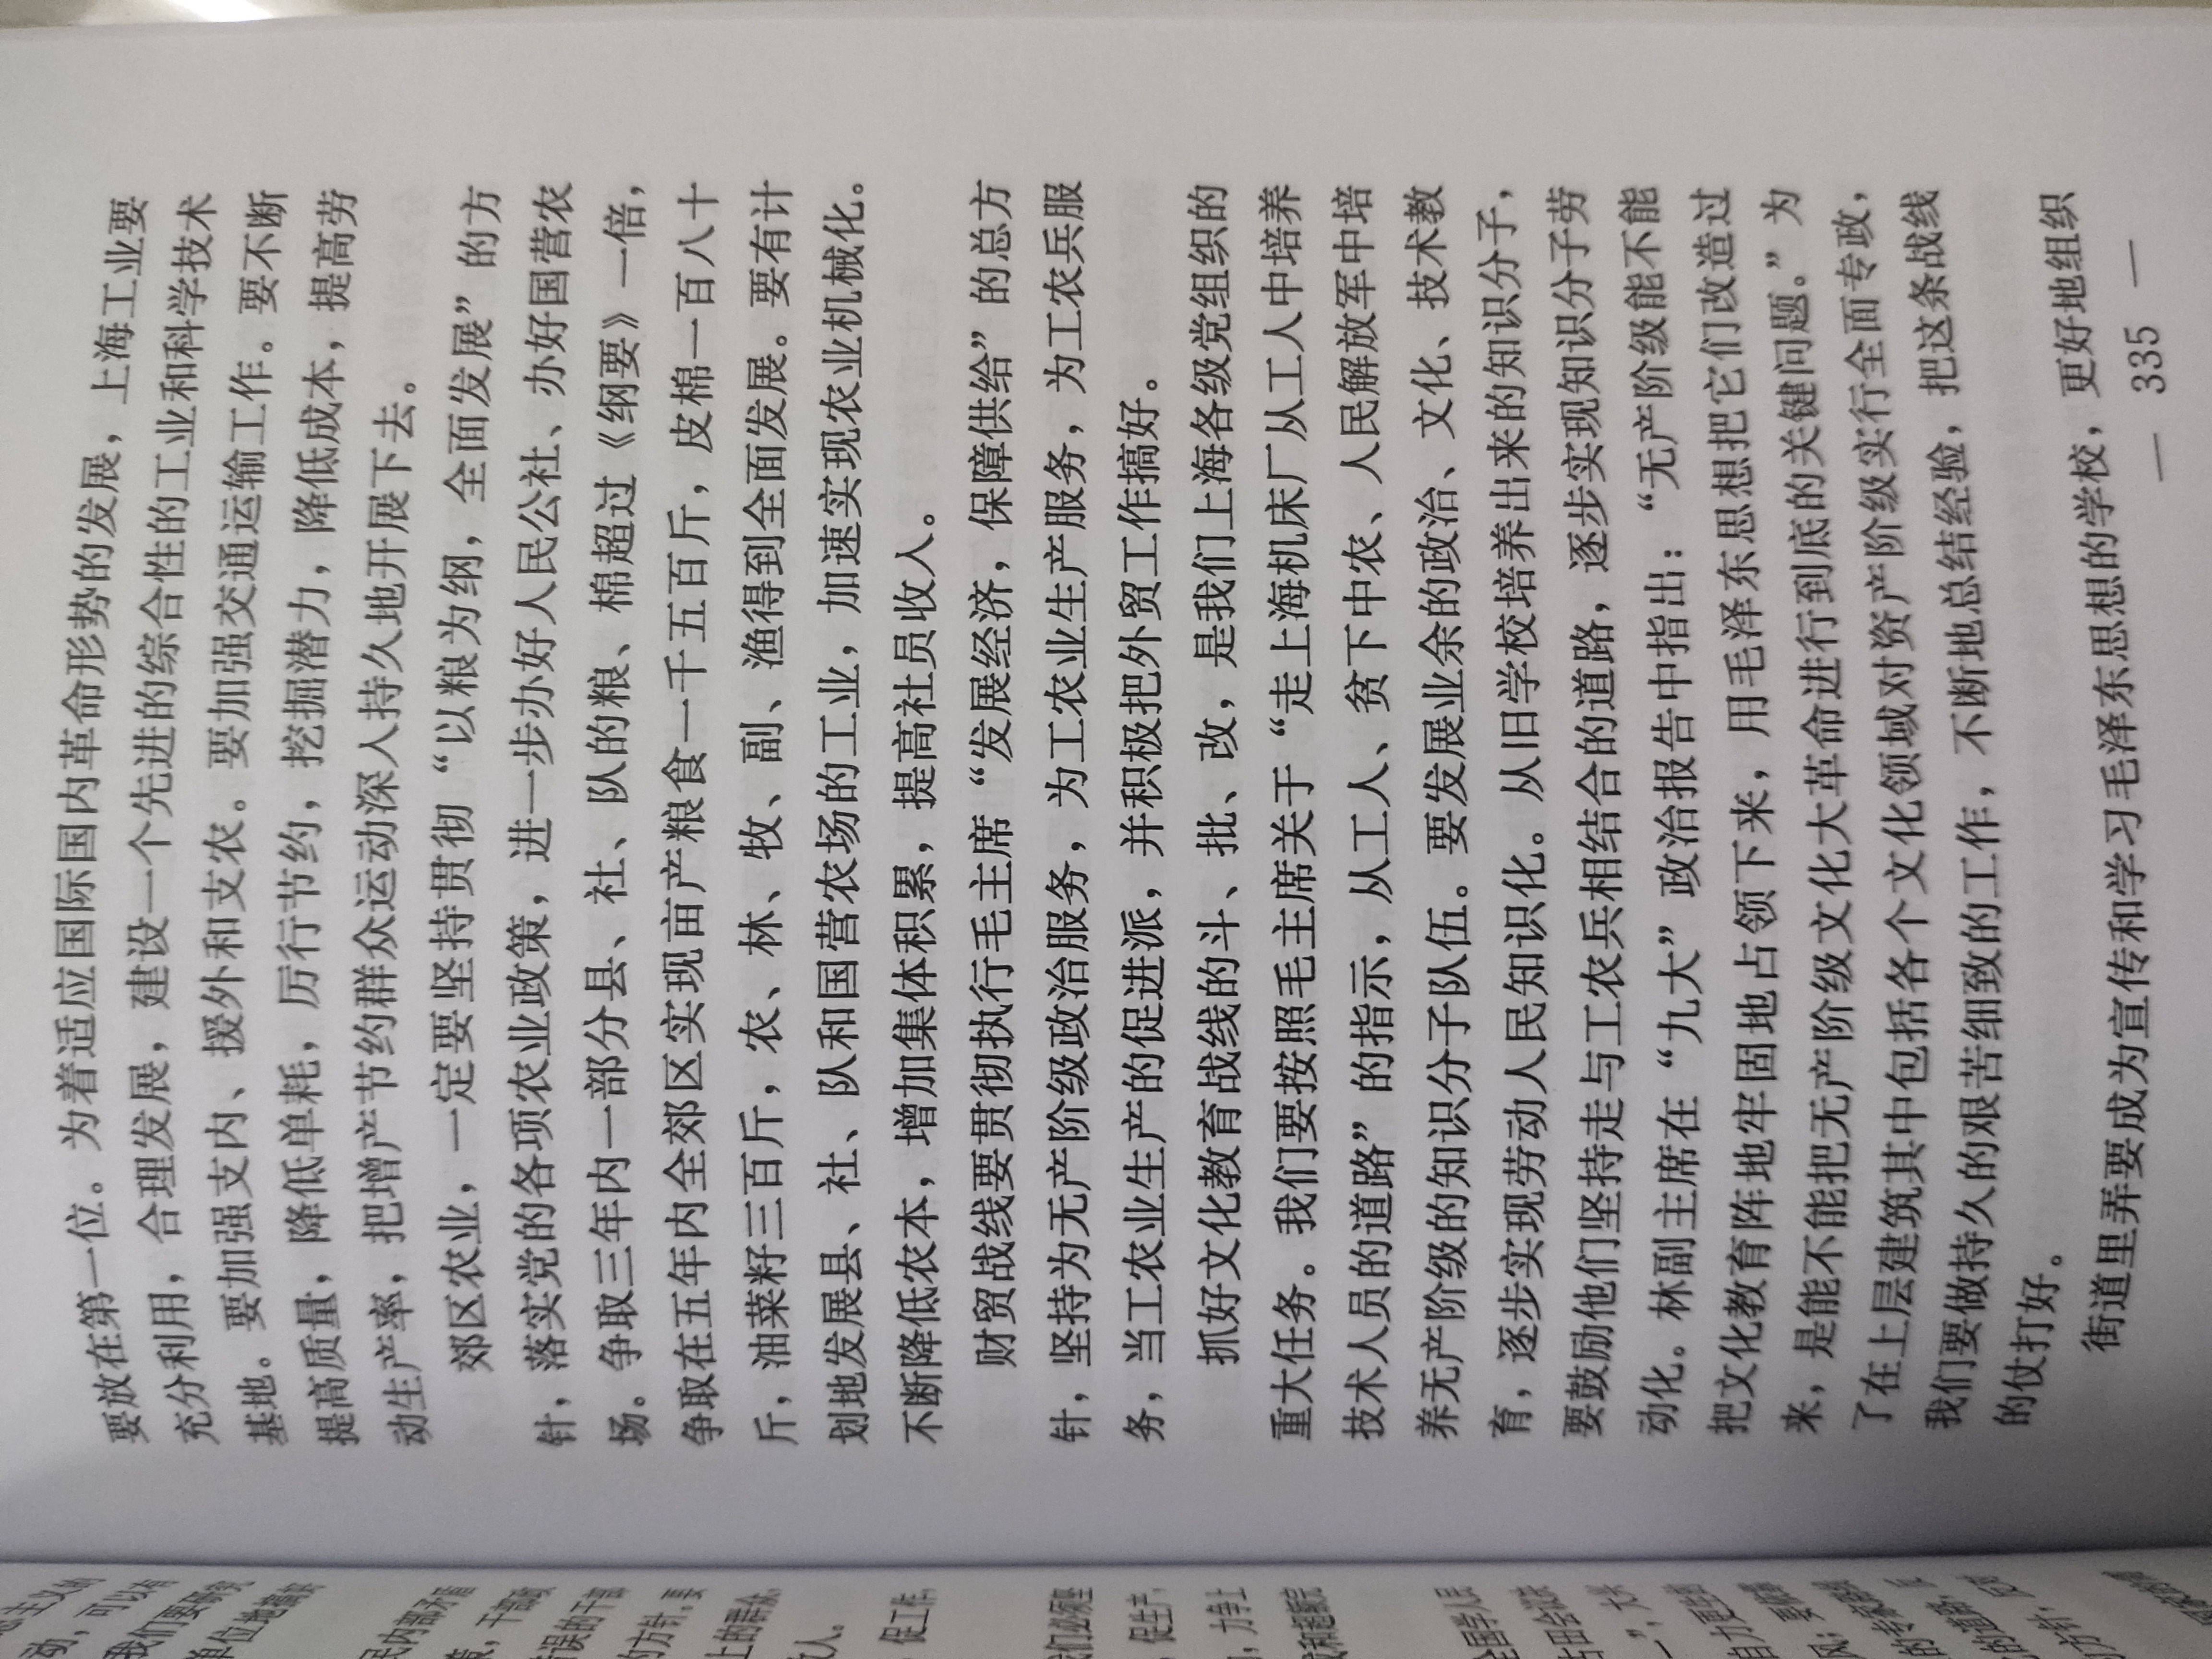 要放在第一位。为着适应国际国内革命形势的发展，上海工业要
充分利用，合理发展，建设一个先进的综合性的工业和科学技术
基地。要加强支内、援外和支农。要加强交通运输工作。要不断
提高质量，降低单耗，厉行节约，挖掘潜力，降低成本，提高劳
动生产率，把增产节约群众运动深入持久地开展下去。
郊区农业，一定要坚持贯彻“以粮为纲，全面发展”的方
针，落实党的各项农业政策，进一步办好人民公社、办好国营农
场。争取三年内一部分县、社、队的粮、棉超过《纲要》一倍，
争取在五年内全郊区实现亩产粮食一千五百斤，皮棉一百八十
斤，油菜籽三百斤，农、林、牧、副、渔得到全面发展。要有计
划地发展县、社、队和国营农场的工业，加速实现农业机械化。
不断降低农本，增加集体积累，提高社员收入。
财贸战线要贯彻执行毛主席“发展经济，保障供给”的总方
针，坚持为无产阶级政治服务，为工农业生产服务，为工农兵服
务，当工农业生产的促进派，并积极把外贸工作搞好。
抓好文化教育战线的斗、批、改，是我们上海各级党组织的
重大任务。我们要按照毛主席关于“走上海机床厂从工人中培养
技术人员的道路”的指示，从工人、贫下中农、人民解放军中培
养无产阶级的知识分子队伍。要发展业余的政治、文化、技术教
育，逐步实现劳动人民知识化。从旧学校培养出来的知识分子，
要鼓励他们坚持走与工农兵相结合的道路，逐步实现知识分子劳
动化。林副主席在“九大”政治报告中指出：“无产阶级能不能
把文化教育阵地牢固地占领下来，用毛泽东思想把它们改造过
来，是能不能把无产阶级文化大革命进行到底的关键问题。”为
了在上层建筑其中包括各个文化领域对资产阶级实行全面专政，
我们要做持久的艰苦细致的工作，不断地总结经验，把这条战线
的仗打好。
街道里弄要成为宣传和学习毛泽东思想的学校，更好地组织
— 335 —